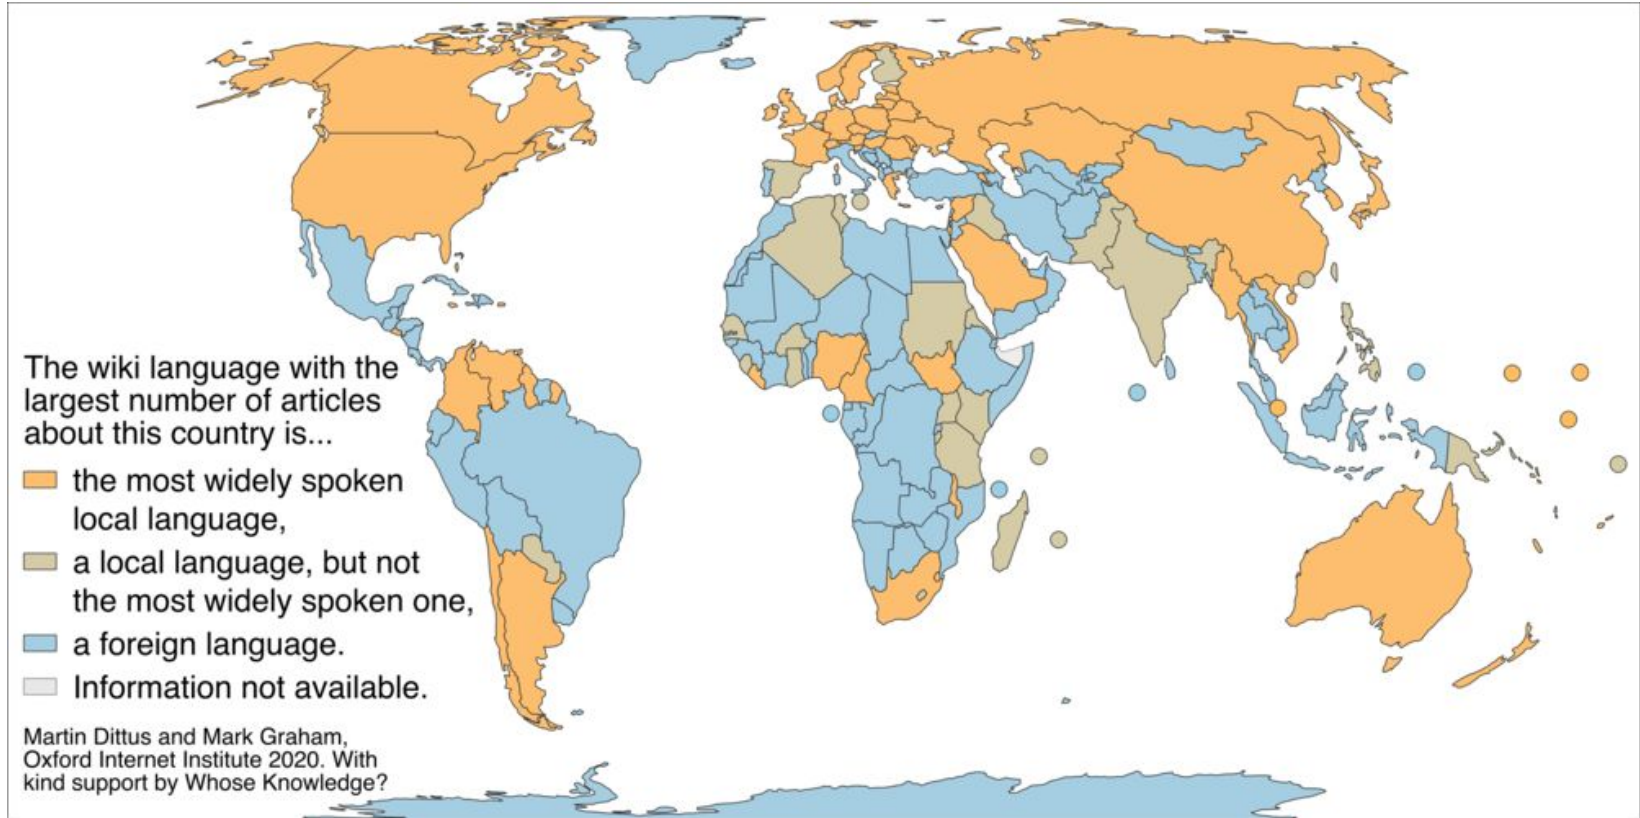 The wiki language with the
largest number of articles
about this country is...
the most widely spoken
local language,
a local language, but not
the most widely spoken one,
a foreign language.
Information not available.
Martin Dittus and Mark Graham,
Oxford Internet Institute 2020. With
kind support by Whose Knowledge?